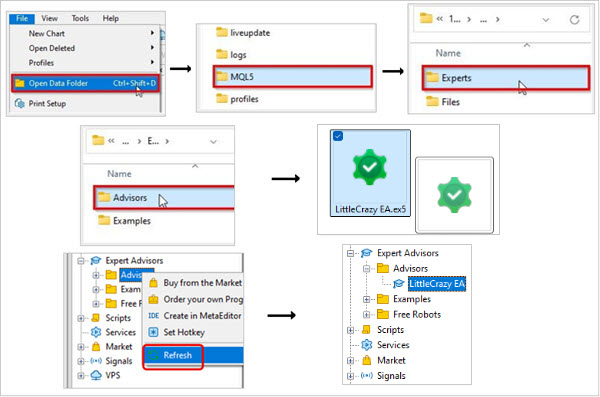 File View Tools Help
New Chart
Open Deleted
Profiles
Open Data Folder Ctrl+Shift+D
Print Setup
liveupdate
logs
MQL5
profiles
« 1...
Name
Experts
Files
« ... E...
Name
Advisors
Examples
LittleCrazy EA.ex5
Expert Advisors
Advis
Exam
Free R
Scripts
Services
Market
Signals
VPS
Buy from the Market
Order your own Prog
IDE Create in MetaEditor
Set Hotkey
Refresh
Expert Advisors
Advisors
LittleCrazy EA
Examples
Free Robots
Scripts
Services
Market
Signals